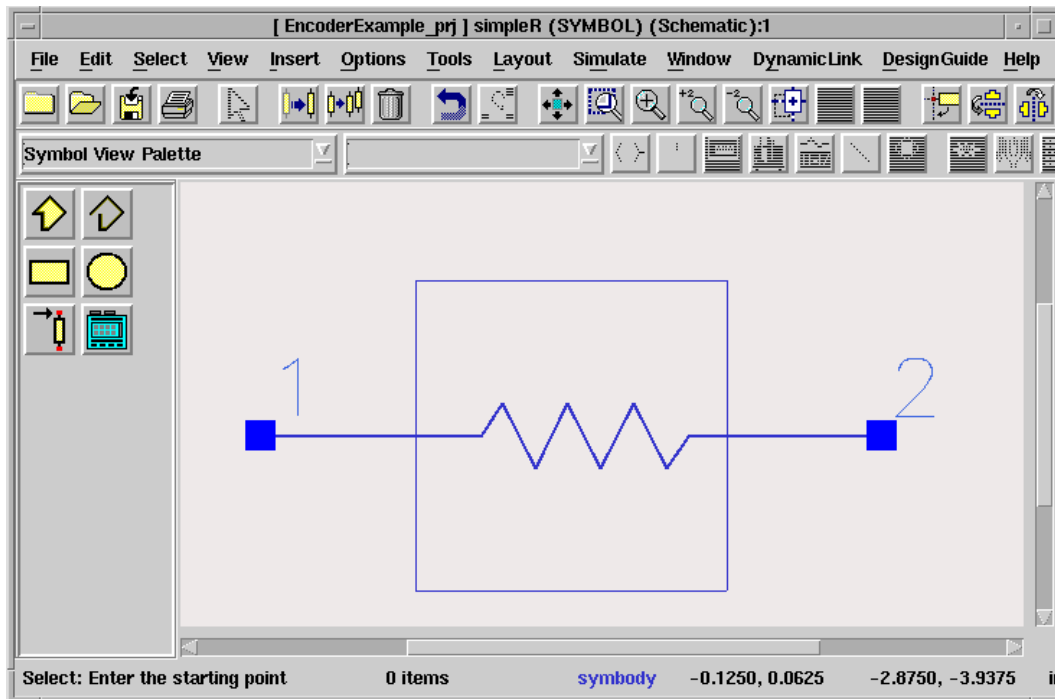 [ EncoderExample_prj ] simpleR (SYMBOL) (Schematic):1
File Edit Select View Insert Options Tools Layout Simulate Window DynamicLink DesignGuide Help
+2 -2
Symbol View Palette
1 2
Select: Enter the starting point 0 items symbody -0.1250, 0.0625 -2.8750, -3.9375